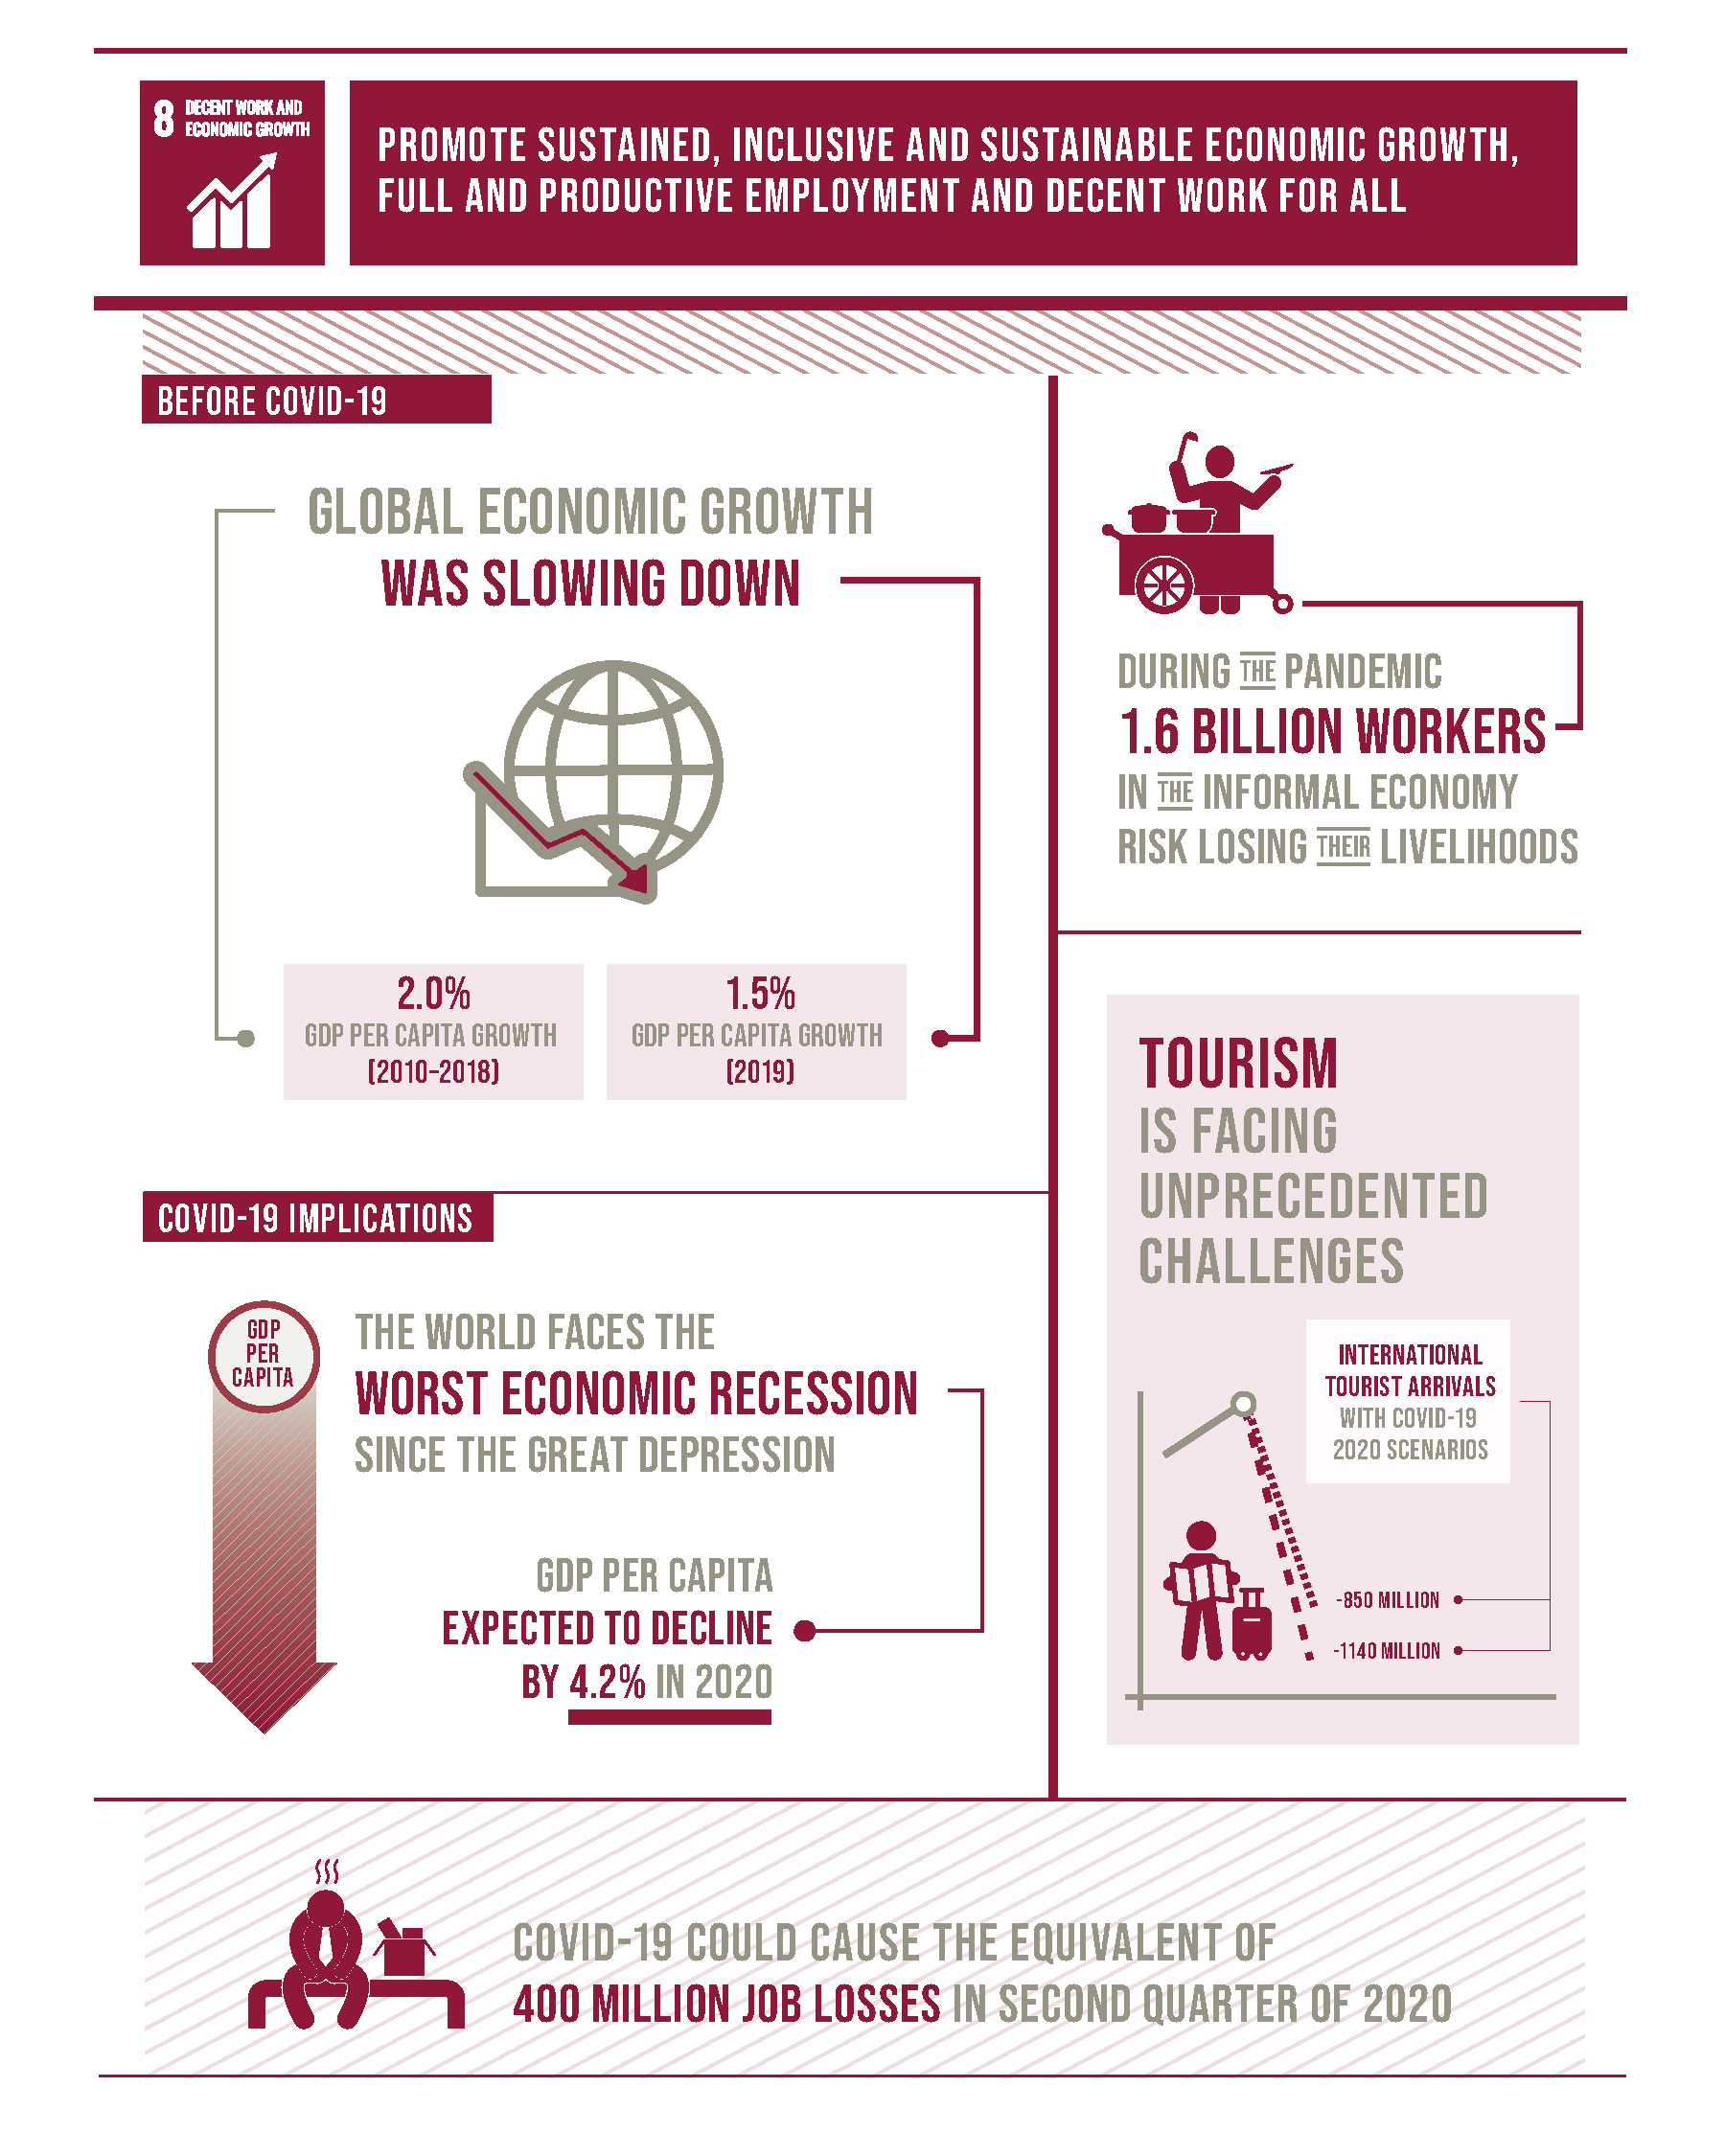 8 DECENT WORK AND
ECONOMIC GROWTH
PROMOTE SUSTAINED, INCLUSIVE AND SUSTAINABLE ECONOMIC GROWTH,
FULL AND PRODUCTIVE EMPLOYMENT AND DECENT WORK FOR ALL
BEFORE COVID-19
GLOBAL ECONOMIC GROWTH
WAS SLOWING DOWN
2.0%
GDP PER CAPITA GROWTH
(2010-2018)
1.5%
GDP PER CAPITA GROWTH
(2019)
DURING THE PANDEMIC
1.6 BILLION WORKERS
IN THE INFORMAL ECONOMY
RISK LOSING THEIR LIVELIHOODS
COVID-19 IMPLICATIONS
GDP
PER
CAPITA
THE WORLD FACES THE
WORST ECONOMIC RECESSION
SINCE THE GREAT DEPRESSION
GDP PER CAPITA
EXPECTED TO DECLINE
BY 4.2% IN 2020
TOURISM
IS FACING
UNPRECEDENTED
CHALLENGES
INTERNATIONAL
TOURIST ARRIVALS
WITH COVID-19
2020 SCENARIOS
-850 MILLION
-1140 MILLION
COVID-19 COULD CAUSE THE EQUIVALENT OF
400 MILLION JOB LOSSES IN SECOND QUARTER OF 2020